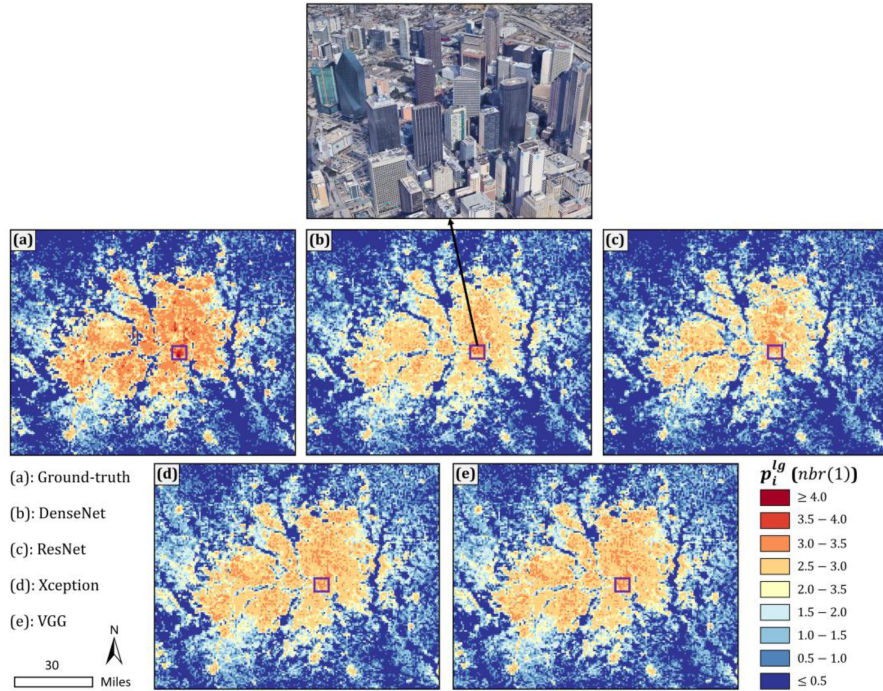 (a)
(b)
(c)
(d)
(e)
(a): Ground-truth
(b): DenseNet
(c): ResNet
(d): Xception
(e): VGG
N
30
Miles
p_i^lg (nbr(1))
≥ 4.0
3.5 − 4.0
3.0 − 3.5
2.5 − 3.0
2.0 − 3.5
1.5 − 2.0
1.0 − 1.5
0.5 − 1.0
≤ 0.5